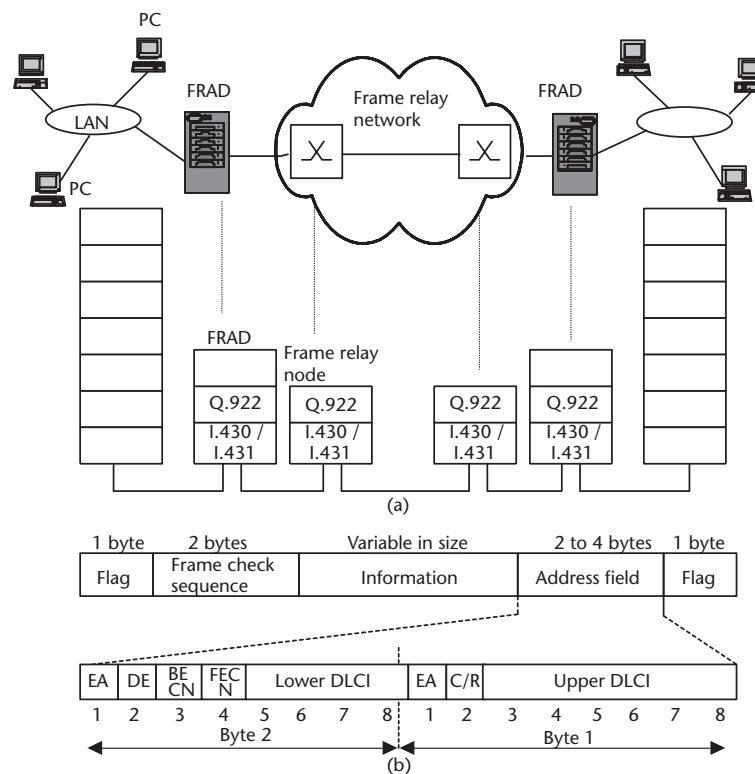 PC
FRAD
FRAD
Frame relay
network
LAN
PC
FRAD
Frame relay
node
Q.922
Q.922
Q.922
Q.922
I.430 /
I.431
I.430 /
I.431
I.430 /
I.431
I.430 /
I.431
(a)
1 byte
2 bytes
Variable in size
2 to 4 bytes
1 byte
Flag
Frame check
sequence
Information
Address field
Flag
EA
DE
BE
CN
FEC
N
Lower DLCI
EA
C/R
Upper DLCI
1 2 3 4 5 6 7 8 1 2 3 4 5 6 7 8
Byte 2
Byte 1
(b)